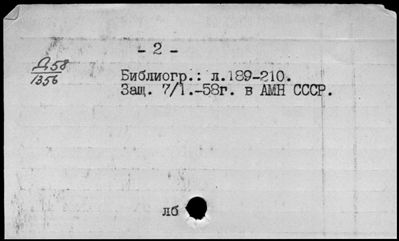 - 2 -
Д58
1356
Библиогр.: л.189-210.
Защ. 7/1.-58г. в АМН СССР.
лб